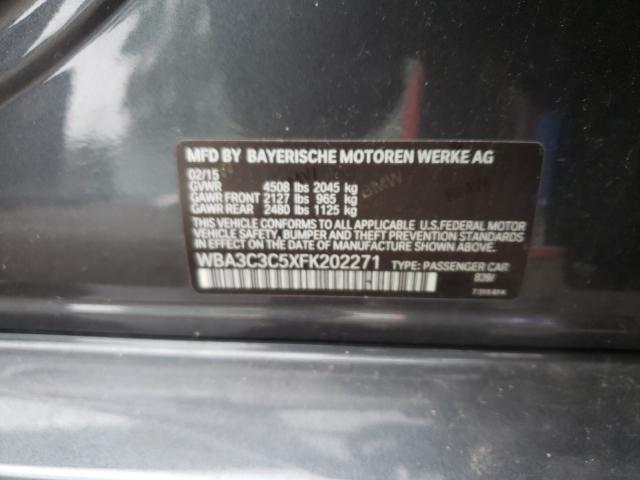 MFD BY BAYERISCHE MOTOREN WERKE AG
02/15
GVWR 4508 lbs 2045 kg
GAWR FRONT 2127 lbs 965 kg
GAWR REAR 2480 lbs 1125 kg
THIS VEHICLE CONFORMS TO ALL APPLICABLE U.S.FEDERAL MOTOR
VEHICLE SAFETY, BUMPER, AND THEFT PREVENTION
STANDARDS IN EFFECT ON THE DATE OF MANUFACTURE SHOWN ABOVE.
WBA3C3C5XFK202271 TYPE: PASSENGER CAR